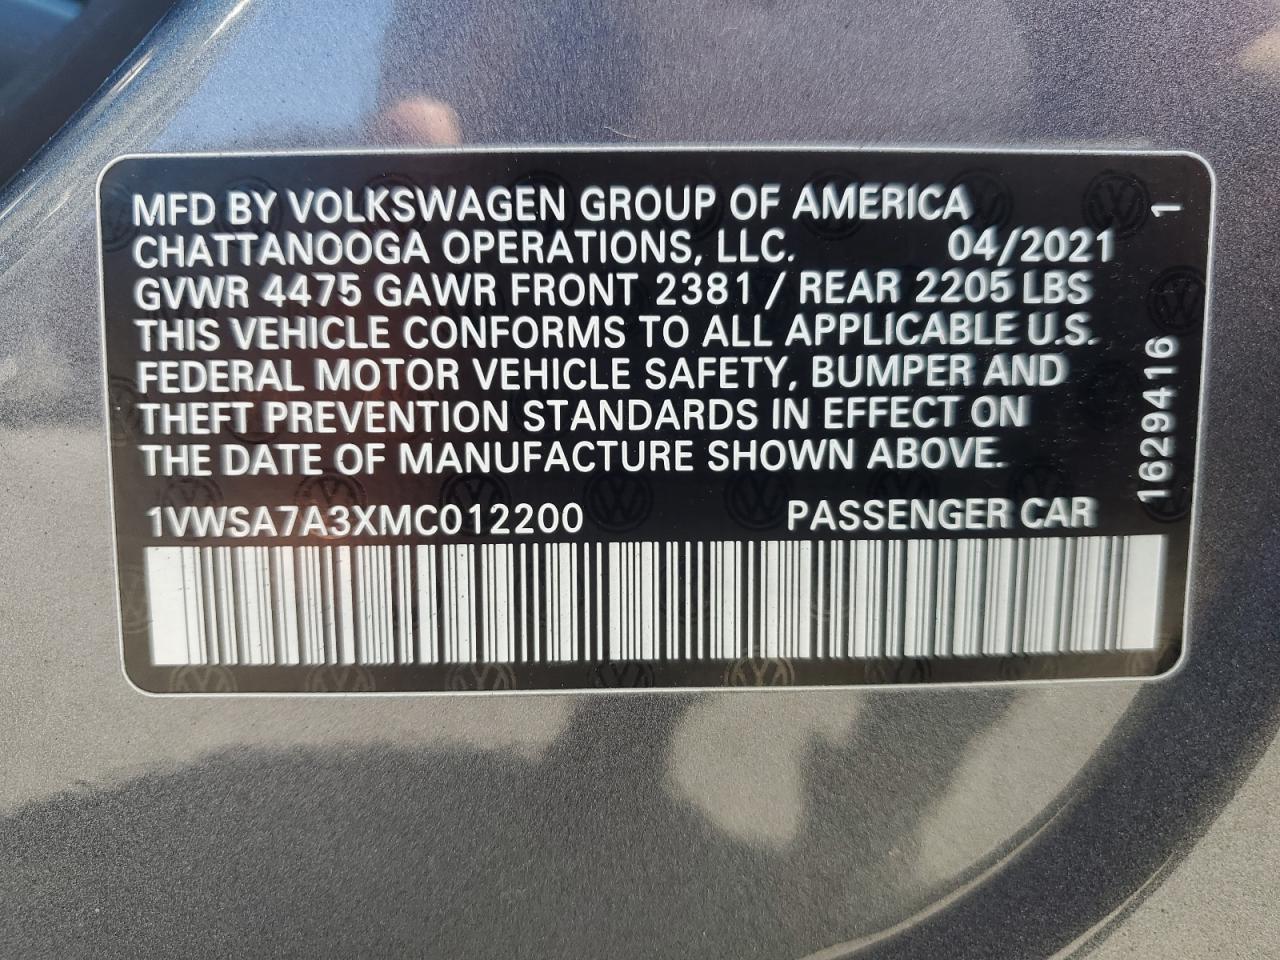 MFD BY VOLKSWAGEN GROUP OF AMERICA
CHATTANOOGA OPERATIONS, LLC. 04/2021
GVWR 4475 GAWR FRONT 2381 / REAR 2205 LBS
THIS VEHICLE CONFORMS TO ALL APPLICABLE U.S.
FEDERAL MOTOR VEHICLE SAFETY, BUMPER AND
THEFT PREVENTION STANDARDS IN EFFECT ON
THE DATE OF MANUFACTURE SHOWN ABOVE.
1VWSA7A3XMC012200 PASSENGER CAR
1629416 1